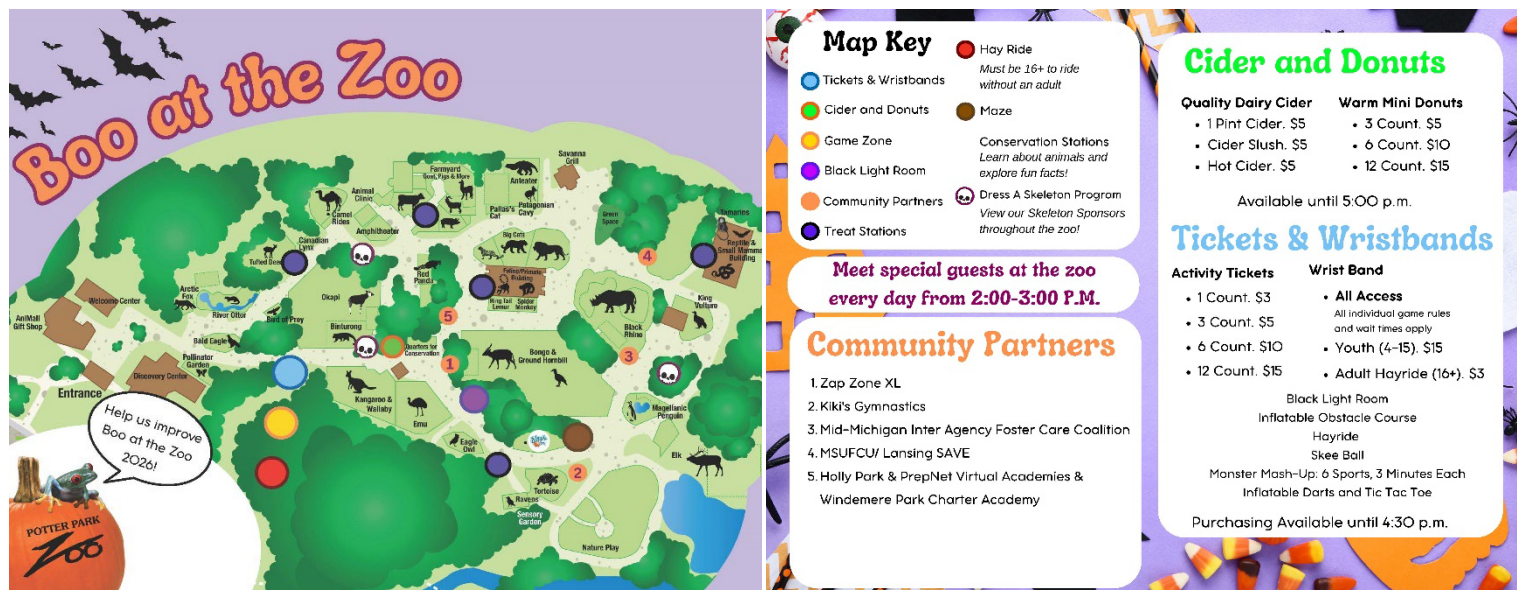 Boo at the Zoo
Savanna
Grill
Farmyard
Goat, Pigs & More
Anteater
Animal
Clinic
Camel
Rides
Pallas's
Cat
Patagonian
Cavy
Green
Space
Tamarins
Amphitheater
Canadian
Lynx
Big Cats
Reptile &
Small Mammal
Building
Tufted Deer
4
Red
Panda
Feline/Primate
Building
Arctic
Fox
Okapi
Ring Tail
Lemur
Spider
Monkey
Welcome Center
King
Vulture
AniMall
Gift Shop
River Otter
Bird of Prey
5
Binturong
Black
Rhino
Bald Eagle
Quarters for
Conservation
Bongo &
Ground Hornbill
3
Pollinator
Garden
1
Discovery Center
Entrance
Kangaroo &
Wallaby
Emu
Magellanic
Penguin
Help us improve
Boo at the Zoo
2026!
Eagle
Owl
Elk
2
Tortoise
Ravens
Sensory
Garden
Nature Play
POTTER PARK
ZOO
Map Key
Tickets & Wristbands
Cider and Donuts
Game Zone
Black Light Room
Community Partners
Treat Stations
Hay Ride
Must be 16+ to ride
without an adult
Maze
Conservation Stations
Learn about animals and
explore fun facts!
Dress A Skeleton Program
View our Skeleton Sponsors
throughout the zoo!
Meet special guests at the zoo
every day from 2:00-3:00 P.M.
Community Partners
1. Zap Zone XL
2. Kiki's Gymnastics
3. Mid-Michigan Inter Agency Foster Care Coalition
4. MSUFCU/ Lansing SAVE
5. Holly Park & PrepNet Virtual Academies &
Windemere Park Charter Academy
Cider and Donuts
Quality Dairy Cider
• 1 Pint Cider. $5
• Cider Slush. $5
• Hot Cider. $5
Warm Mini Donuts
• 3 Count. $5
• 6 Count. $10
• 12 Count. $15
Available until 5:00 p.m.
Tickets & Wristbands
Activity Tickets
• 1 Count. $3
• 3 Count. $5
• 6 Count. $10
• 12 Count. $15
Wrist Band
• All Access
All individual game rules
and wait times opply
• Youth (4-15). $15
• Adult Hayride (16+). $3
Black Light Room
Inflatable Obstacle Course
Hayride
Skee Ball
Monster Mash-Up: 6 Sports, 3 Minutes Each
Inflatable Darts and Tic Tac Toe
Purchasing Available until 4:30 p.m.